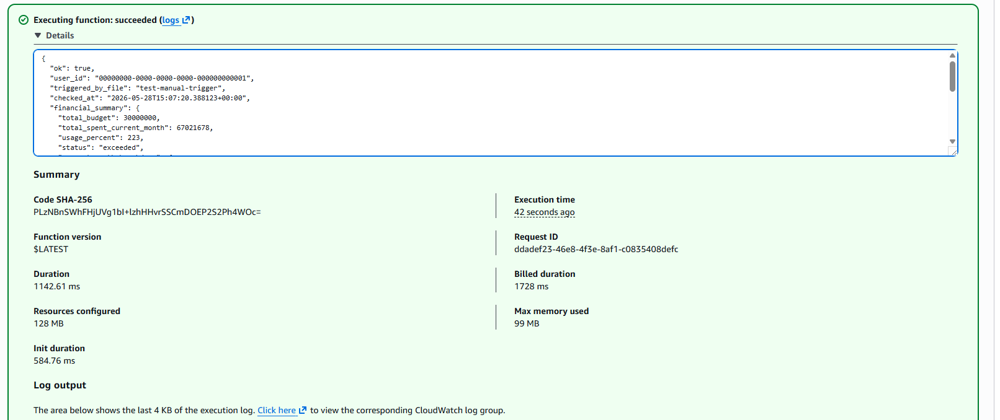 Executing function: succeeded (logs)
Details
{
"ok": true,
"user_id": "00000000-0000-0000-0000-000000000001",
"triggered_by_file": "test-manual-trigger",
"checked_at": "2026-05-28T15:07:20.388123+00:00",
"financial_summary": {
"total_budget": 30000000,
"total_spent_current_month": 67021678,
"usage_percent": 223,
"status": "exceeded",
Summary
Code SHA-256
PLzNBnSWhFHjUVg1bI+lzhHHvrSSCmDOEP2S2Ph4WOc=
Execution time
42 seconds ago
Function version
$LATEST
Request ID
ddadef23-46e8-4f3e-8af1-c0835408defc
Duration
1142.61 ms
Billed duration
1728 ms
Resources configured
128 MB
Max memory used
99 MB
Init duration
584.76 ms
Log output
The area below shows the last 4 KB of the execution log. Click here to view the corresponding CloudWatch log group.